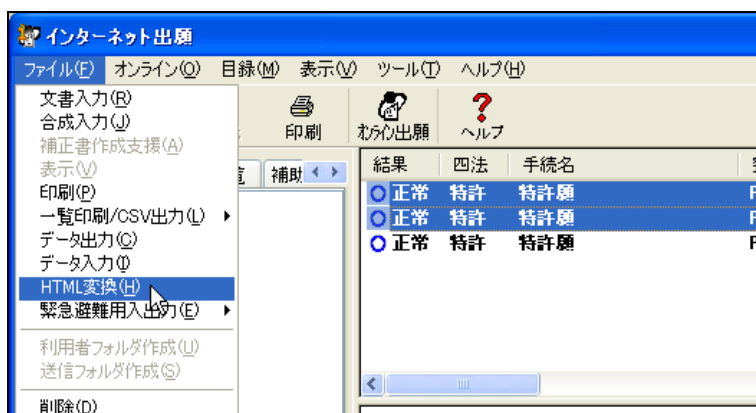 インターネット出願
ファイル(F) オンライン(O) 目録(M) 表示(V) ツール(T) ヘルプ(H)
文書入力(R)
合成入力(J)
補正書作成支援(A)
表示(V)
印刷(P)
一覧印刷/CSV出力(L)
データ出力(C)
データ入力(I)
HTML変換(H)
緊急避難用入出力(E)
利用者フォルダ作成(U)
送信フォルダ作成(S)
削除(D)
印刷 オンライン出願 ヘルプ
補助
結果 四法 手続名
正常 特許 特許願
正常 特許 特許願
正常 特許 特許願